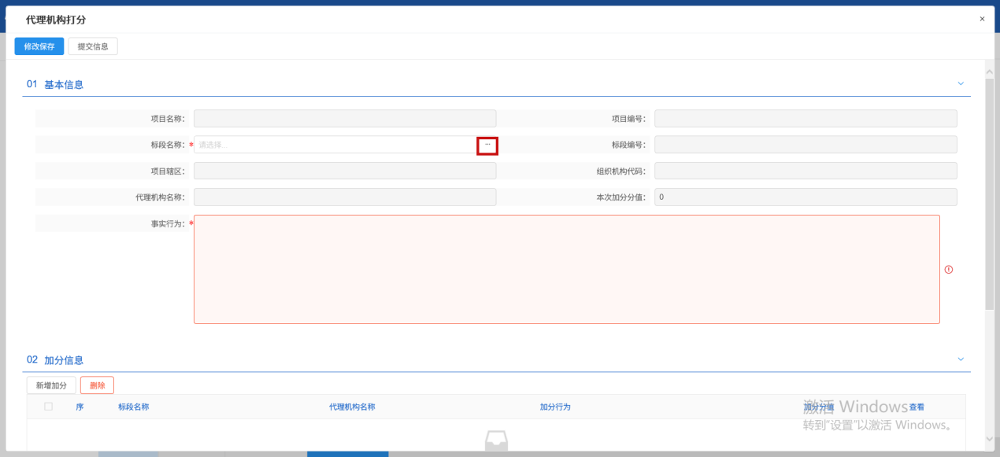 代理机构打分
×
修改保存 提交信息
01 基本信息
项目名称: 项目编号:
标段名称: * 请选择... ... 标段编号:
项目辖区: 组织机构代码:
代理机构名称: 本次加分分值: 0
事实行为: *
02 加分信息
新增加分 删除
序 标段名称 代理机构名称 加分行为 加分分值 查看
激活 Windows
转到"设置"以激活 Windows。